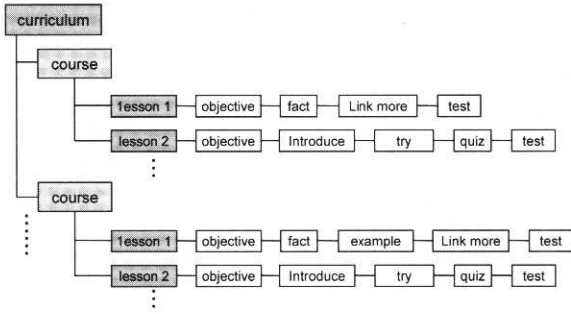 curriculum
course
1esson 1 objective fact Link more test
lesson 2 objective Introduce try quiz test
course
1esson 1 objective fact example Link more test
lesson 2 objective Introduce try quiz test